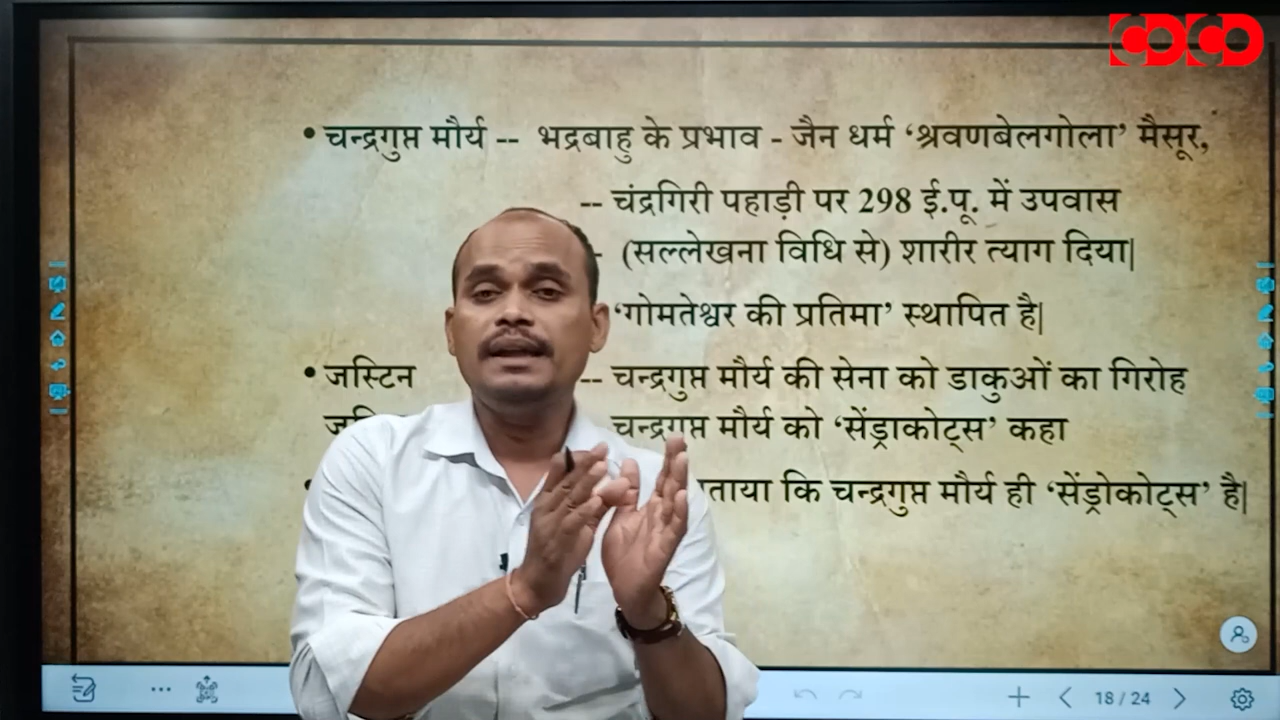 CDCD
• चन्द्रगुप्त मौर्य -- भद्रबाहु के प्रभाव - जैन धर्म ‘श्रवणबेलगोला’ मैसूर,
-- चंद्रगिरी पहाड़ी पर 298 ई.पू. में उपवास
- (सल्लेखना विधि से) शारीर त्याग दिया|
‘गोमतेश्वर की प्रतिमा’ स्थापित है|
• जस्टिन -- चन्द्रगुप्त मौर्य की सेना को डाकुओं का गिरोह
चन्द्रगुप्त मौर्य को ‘सेंड्राकोट्स’ कहा
कि चन्द्रगुप्त मौर्य ही ‘सेंड्रोकोट्स’ है|
18 / 24